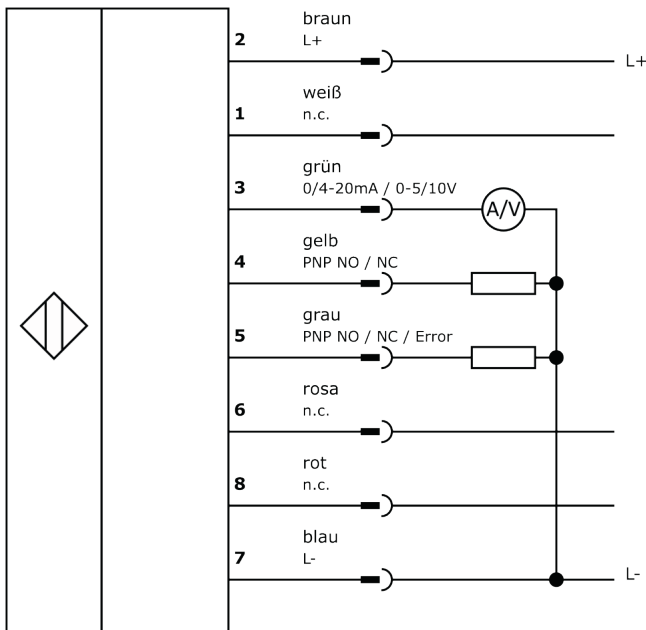 braun
2 L+
L+
weiß
1 n.c.
grün
3 0/4-20mA / 0-5/10V
A/V
gelb
4 PNP NO / NC
grau
5 PNP NO / NC / Error
rosa
6 n.c.
rot
8 n.c.
blau
7 L-
L-